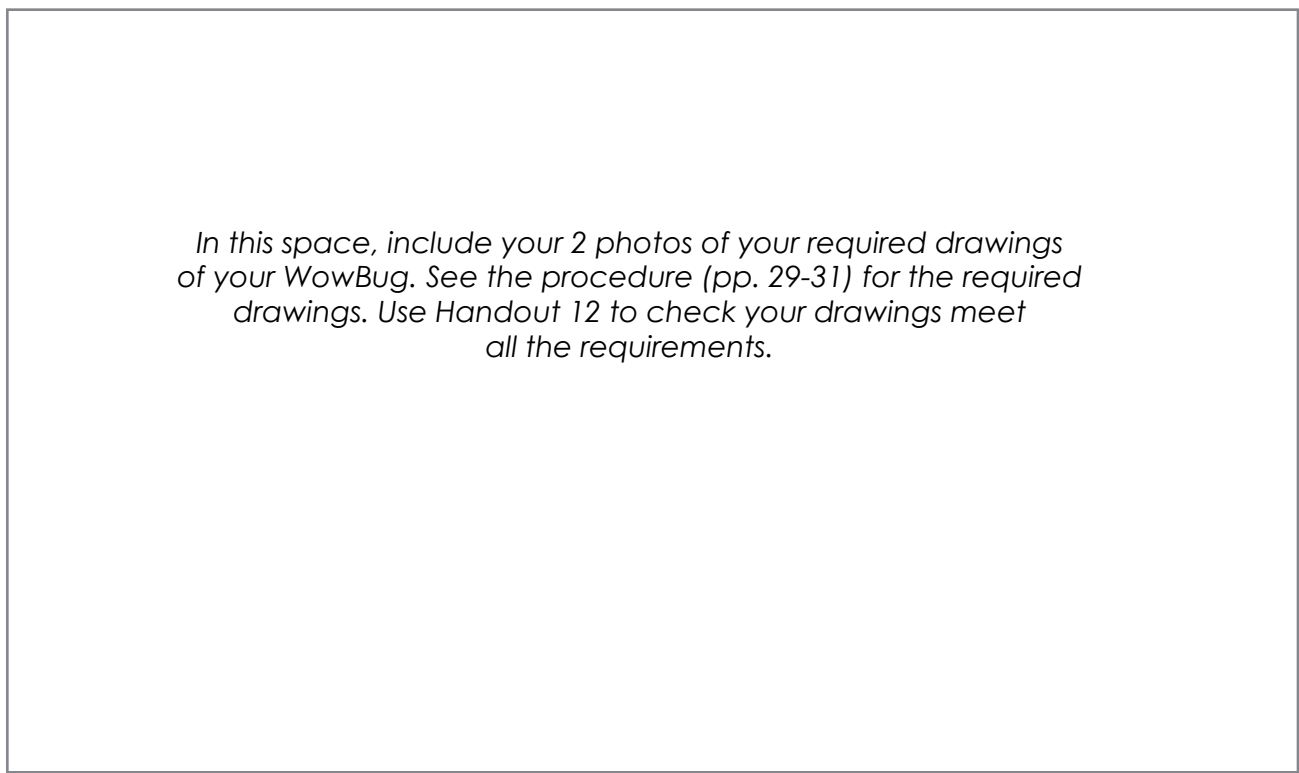 In this space, include your 2 photos of your required drawings
of your WowBug. See the procedure (pp. 29-31) for the required
drawings. Use Handout 12 to check your drawings meet
all the requirements.